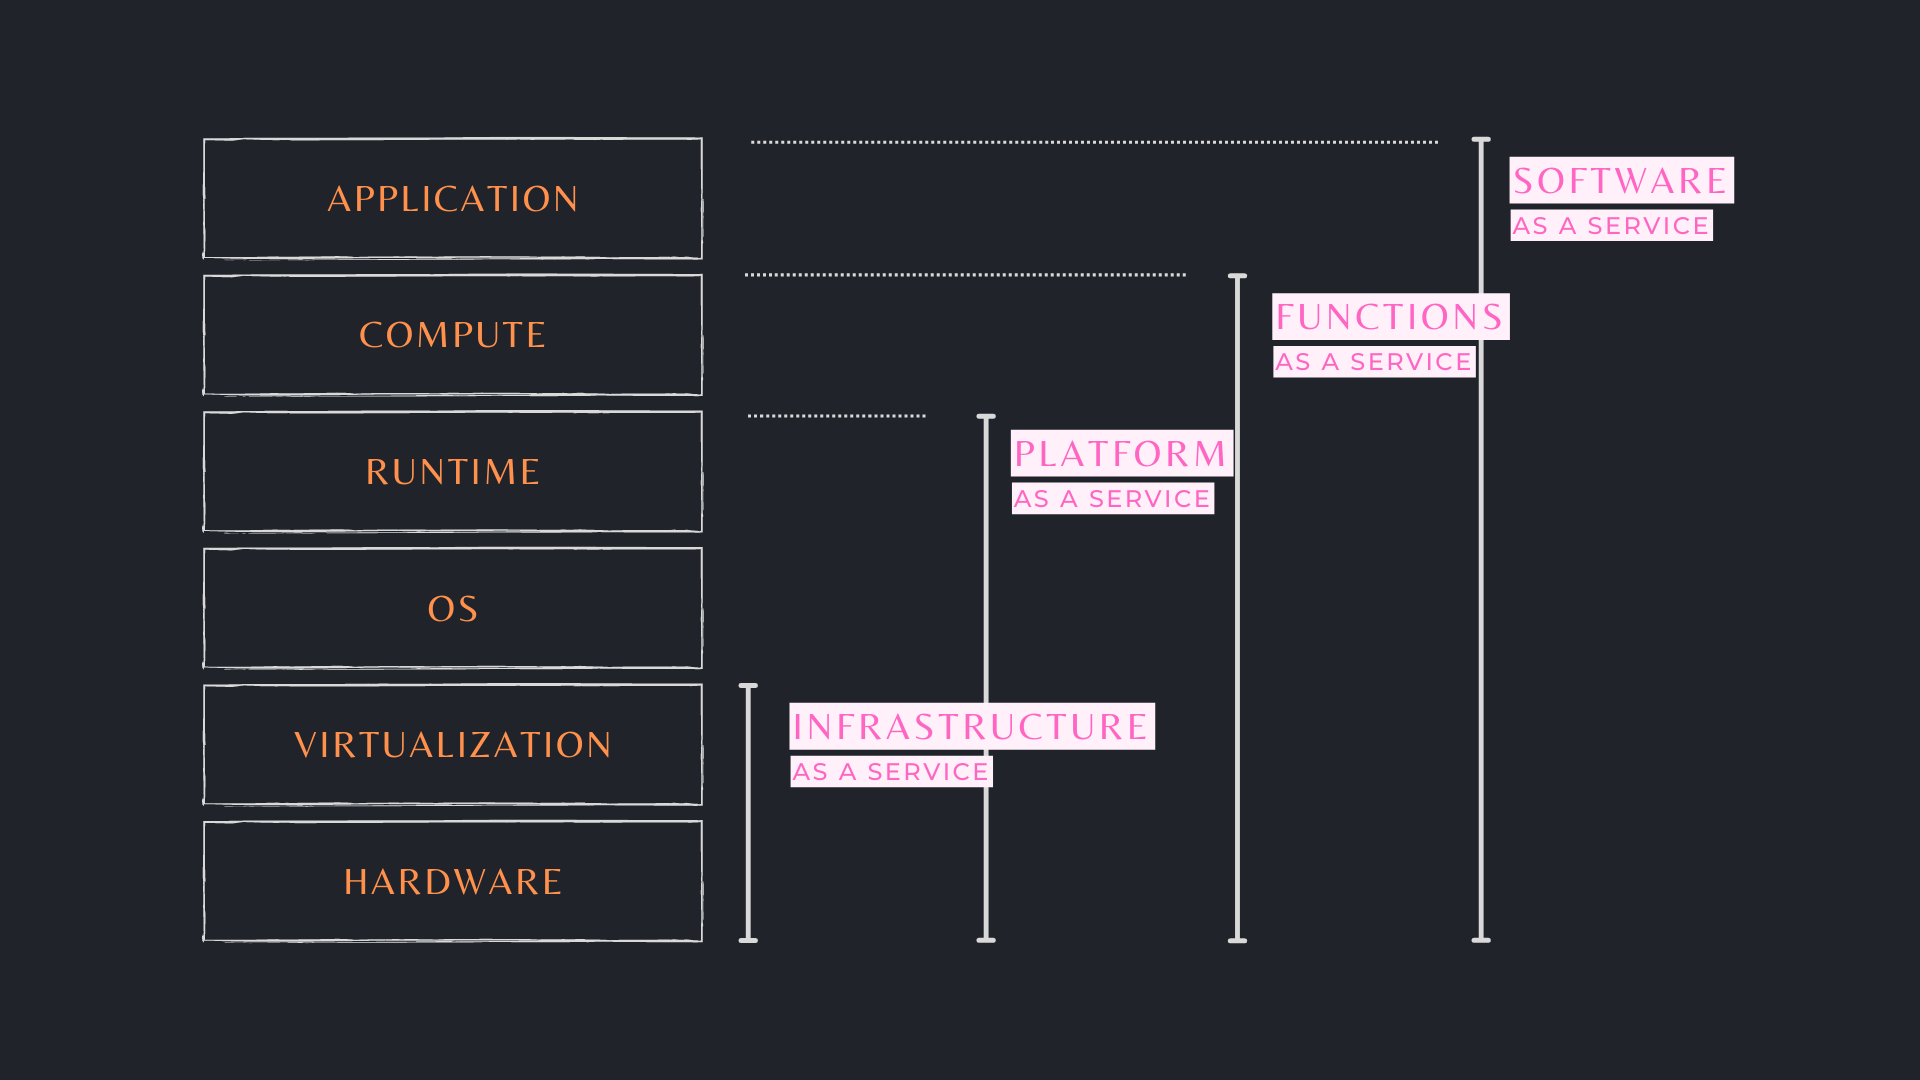 APPLICATION
SOFTWARE
AS A SERVICE
COMPUTE
FUNCTIONS
AS A SERVICE
RUNTIME
PLATFORM
AS A SERVICE
OS
VIRTUALIZATION
INFRASTRUCTURE
AS A SERVICE
HARDWARE